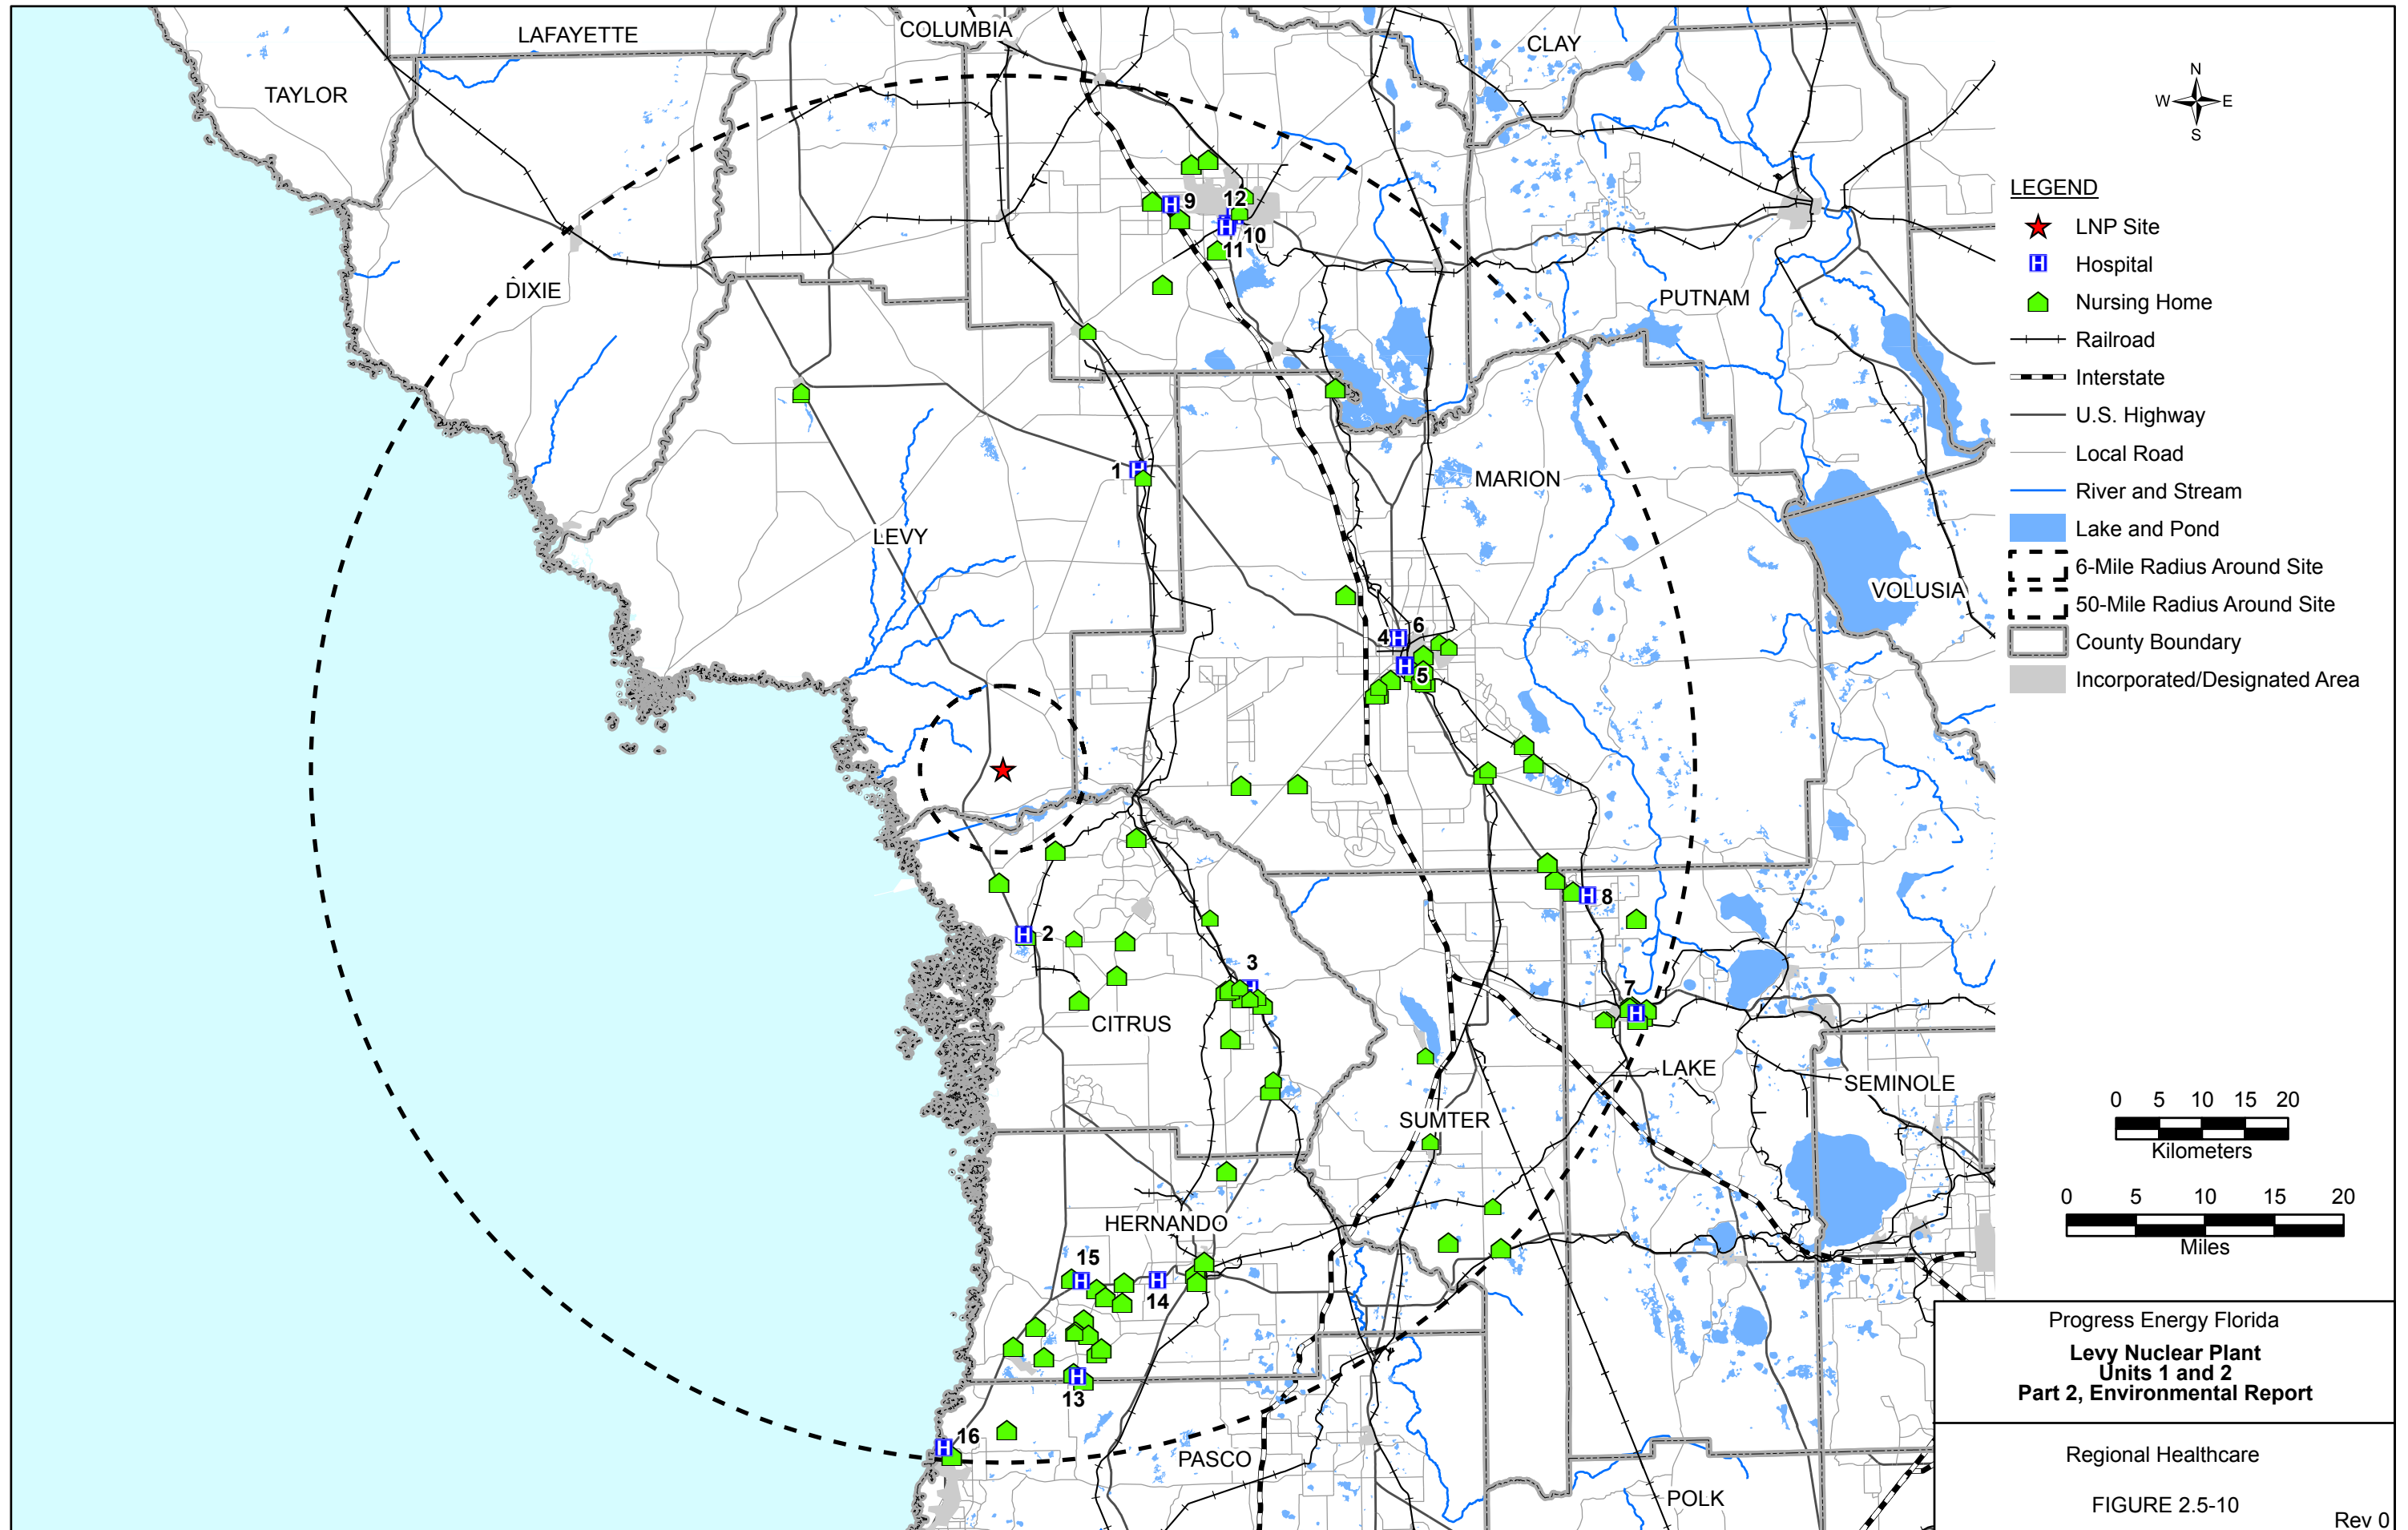 LAFAYETTE
COLUMBIA
CLAY
TAYLOR
N
W E
S
DIXIE
PUTNAM
9
12
10
11
1
MARION
LEVY
VOLUSIA
4
6
5
8
2
3
7
CITRUS
LAKE
SEMINOLE
SUMTER
HERNANDO
15
14
13
16
PASCO
POLK
LEGEND
LNP Site
H Hospital
Nursing Home
Railroad
Interstate
U.S. Highway
Local Road
River and Stream
Lake and Pond
6-Mile Radius Around Site
50-Mile Radius Around Site
County Boundary
Incorporated/Designated Area
0 5 10 15 20
Kilometers
0 5 10 15 20
Miles
Progress Energy Florida
Levy Nuclear Plant
Units 1 and 2
Part 2, Environmental Report
Regional Healthcare
FIGURE 2.5-10
Rev 0